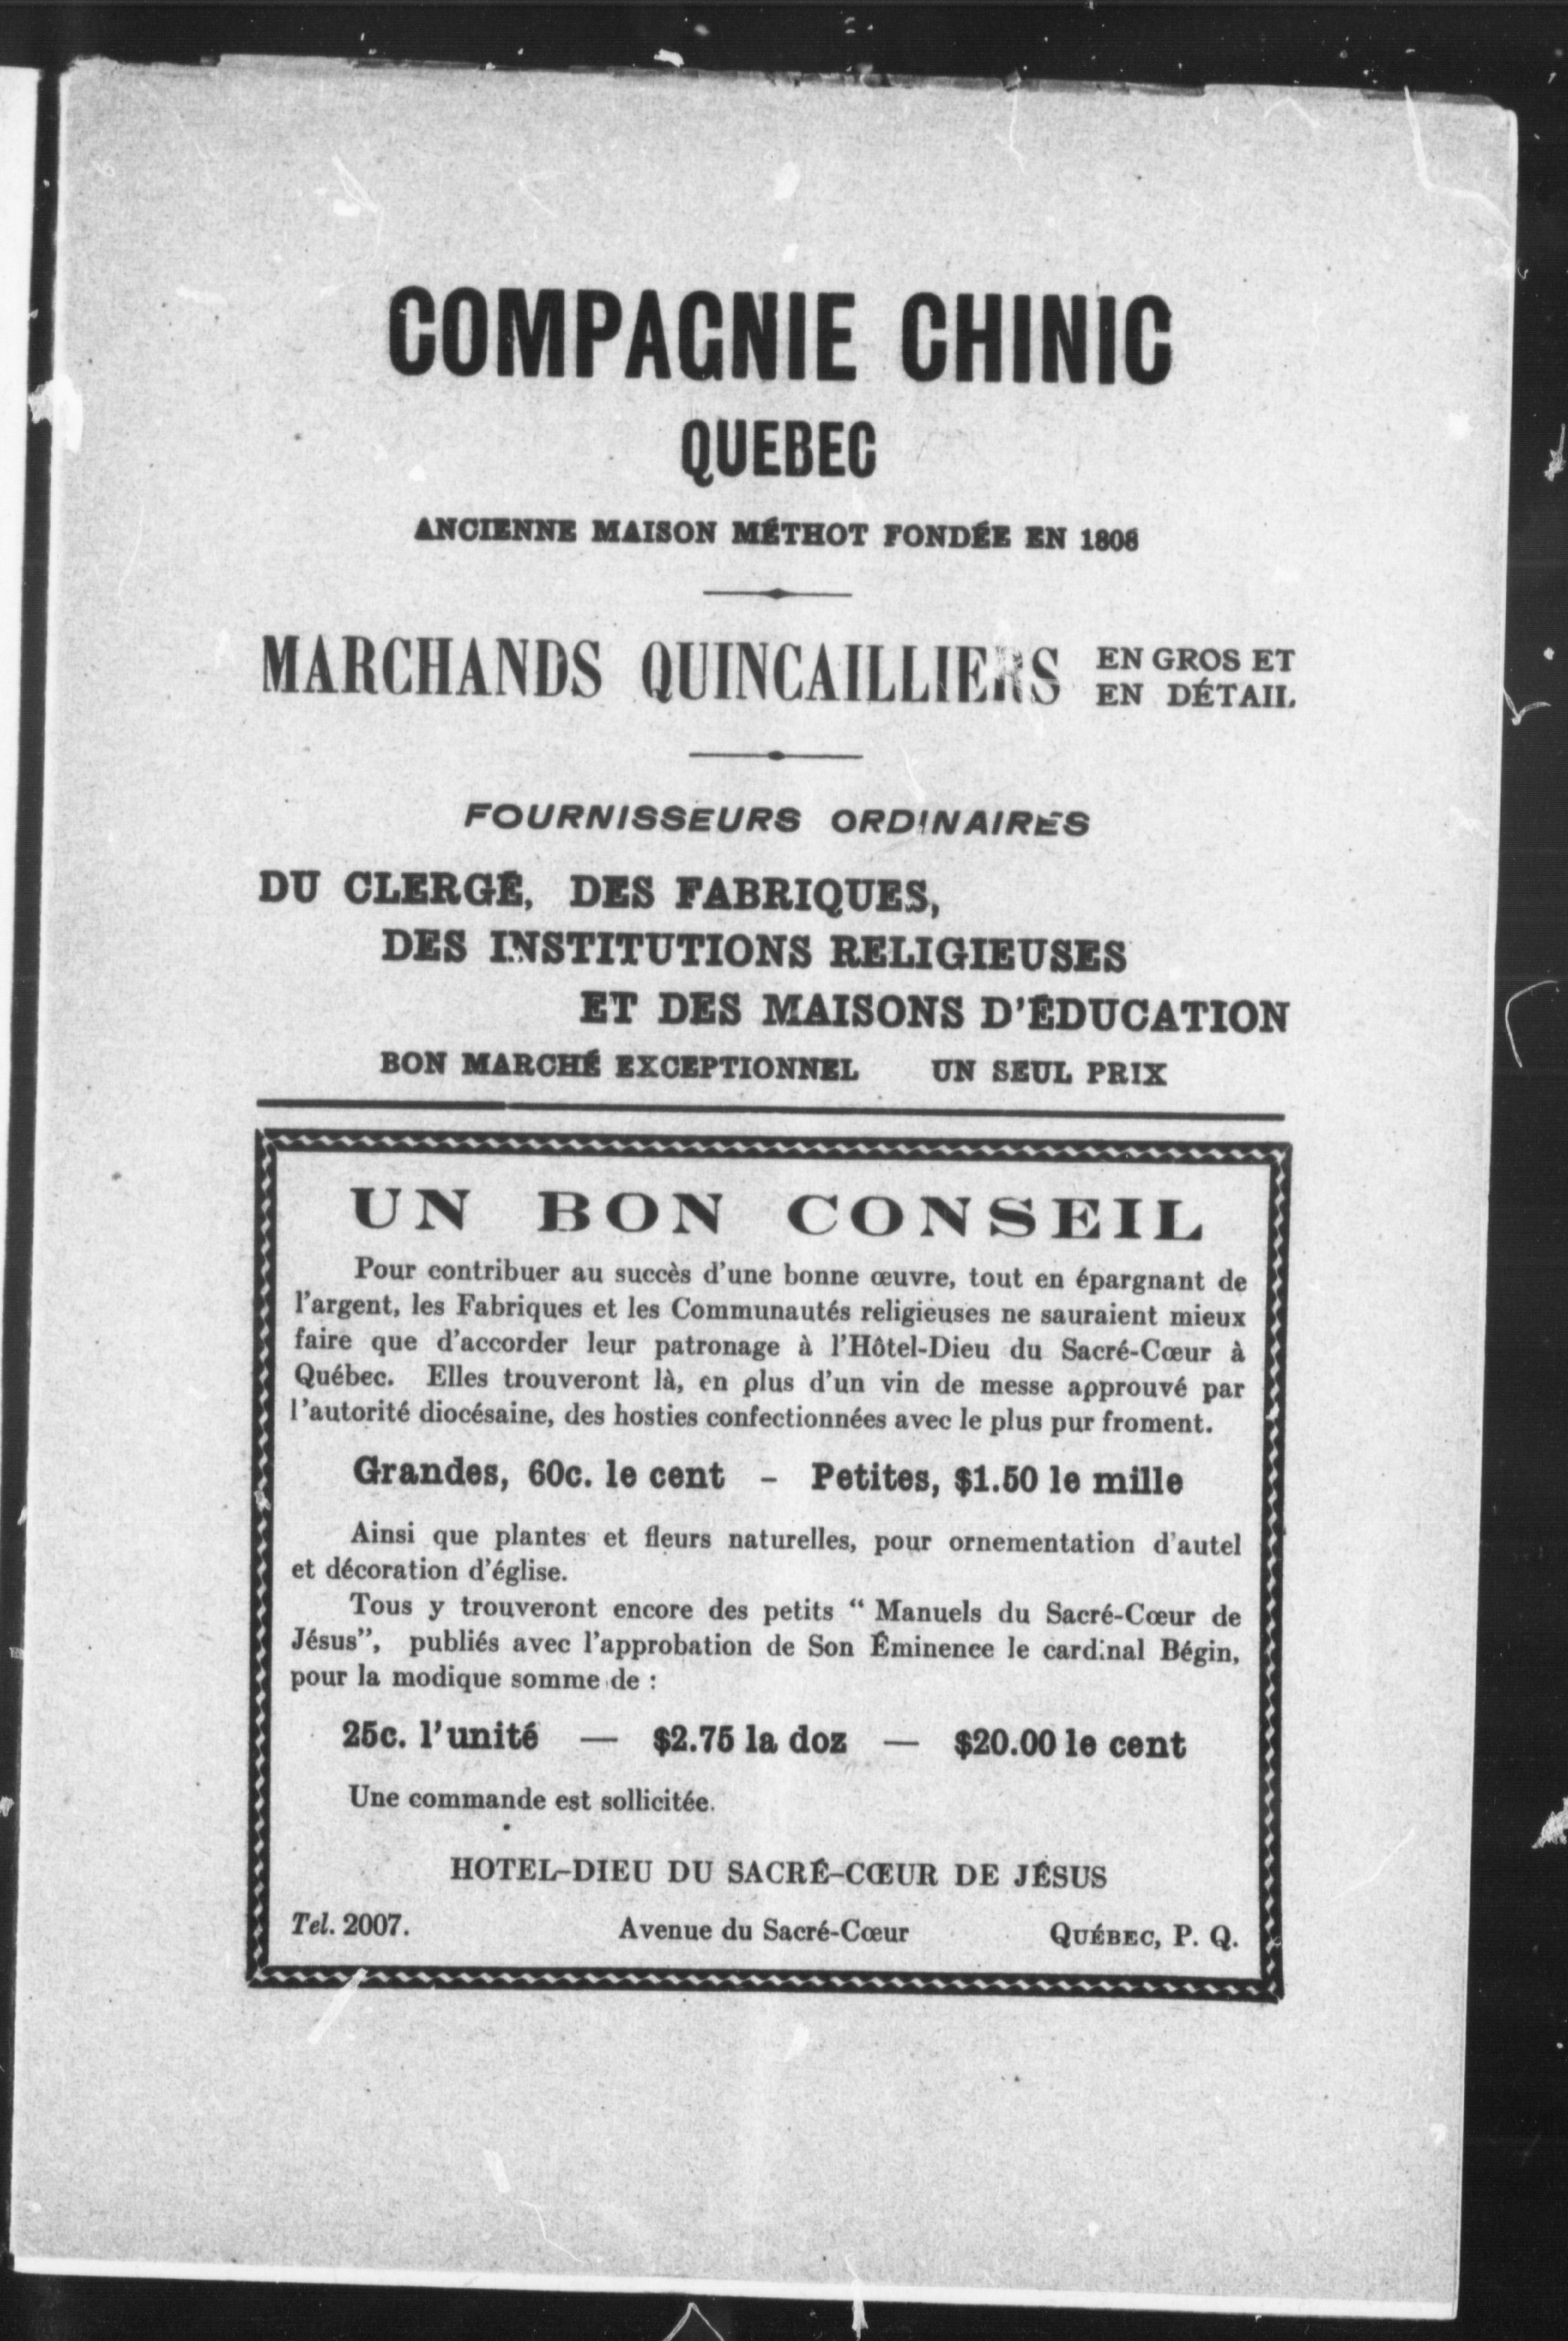 COMPAGNIE CHINIC
QUEBEC
ANCIENNE MAISON MÉTHOT FONDÉE EN 1808
MARCHANDS QUINCAILLIERS EN GROS ET
EN DÉTAIL
FOURNISSEURS ORDINAIRES
DU CLERGÉ, DES FABRIQUES,
DES INSTITUTIONS RELIGIEUSES
ET DES MAISONS D'ÉDUCATION
BON MARCHÉ EXCEPTIONNEL UN SEUL PRIX
UN BON CONSEIL
Pour contribuer au succès d'une bonne œuvre, tout en épargnant de
l'argent, les Fabriques et les Communautés religieuses ne sauraient mieux
faire que d'accorder leur patronage à l'Hôtel-Dieu du Sacré-Cœur à
Québec. Elles trouveront là, en plus d'un vin de messe approuvé par
l'autorité diocésaine, des hosties confectionnées avec le plus pur froment.
Grandes, 60c. le cent - Petites, $1.50 le mille
Ainsi que plantes et fleurs naturelles, pour ornementation d'autel
et décoration d'église.
Tous y trouveront encore des petits “ Manuels du Sacré-Cœur de
Jésus”, publiés avec l'approbation de Son Éminence le cardinal Bégin,
pour la modique somme de :
25c. l'unité — $2.75 la doz — $20.00 le cent
Une commande est sollicitée.
HOTEL-DIEU DU SACRÉ-CŒUR DE JÉSUS
Tel. 2007. Avenue du Sacré-Cœur QUÉBEC, P. Q.